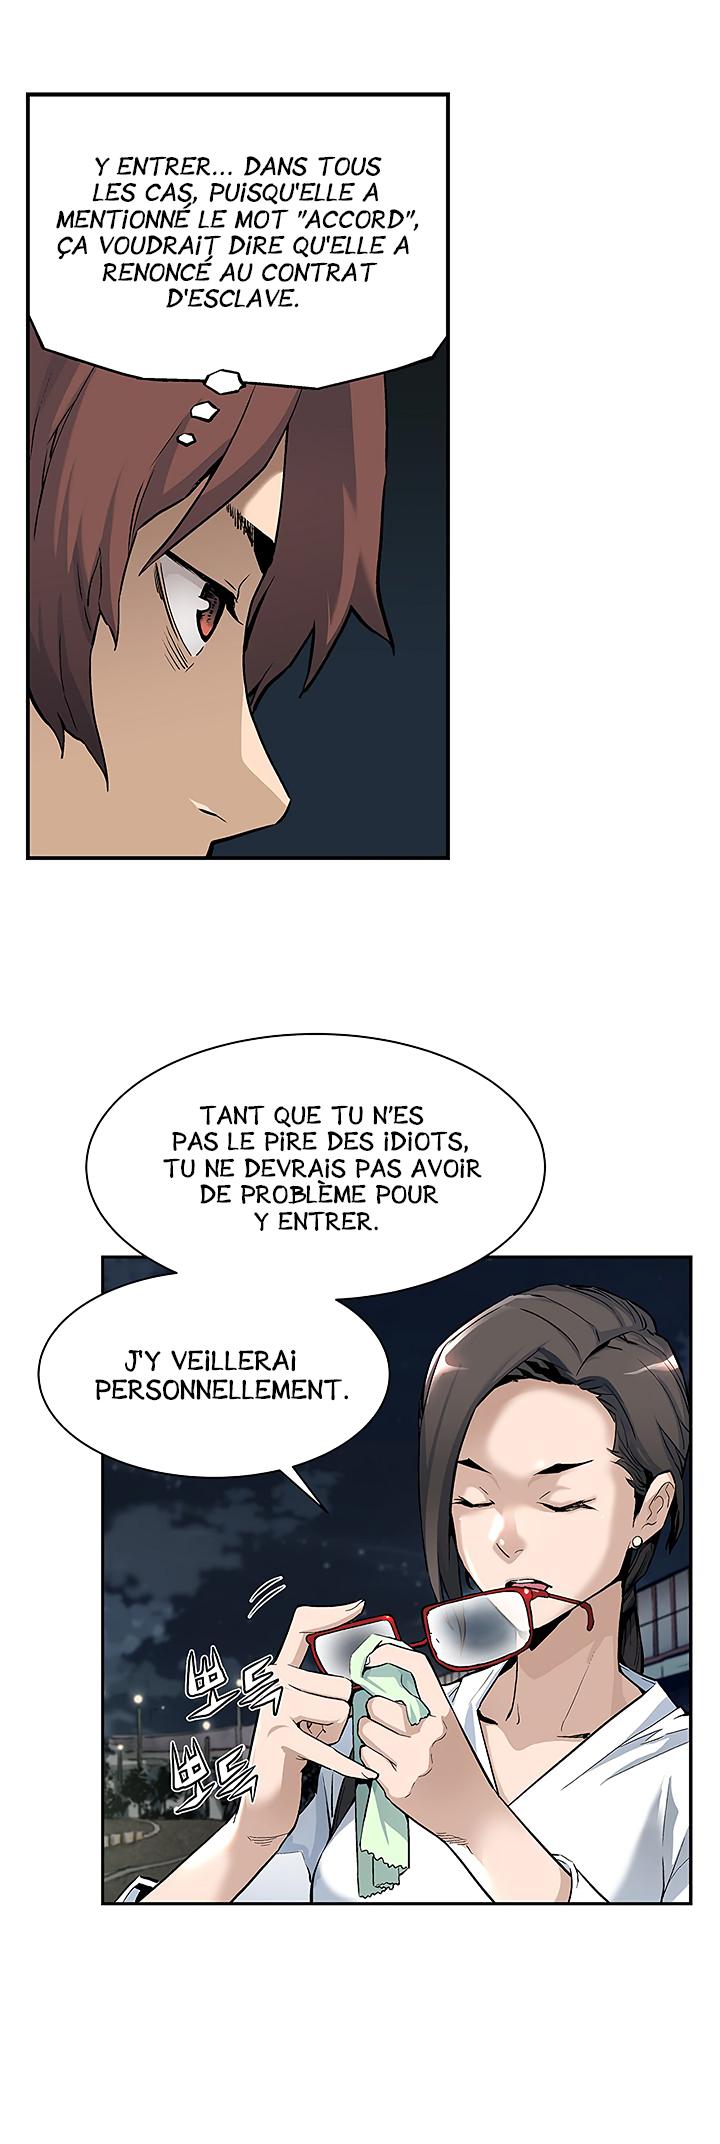 Y ENTRER... DANS TOUS
LES CAS, PUISQU'ELLE A
MENTIONNÉ LE MOT "ACCORD",
ÇA VOUDRAIT DIRE QU'ELLE A
RENONCÉ AU CONTRAT
D'ESCLAVE.
TANT QUE TU N'ES
PAS LE PIRE DES IDIOTS,
TU NE DEVRAIS PAS AVOIR
DE PROBLÈME POUR
Y ENTRER.
J'Y VEILLERAI
PERSONNELLEMENT.
뽀득
뽀득